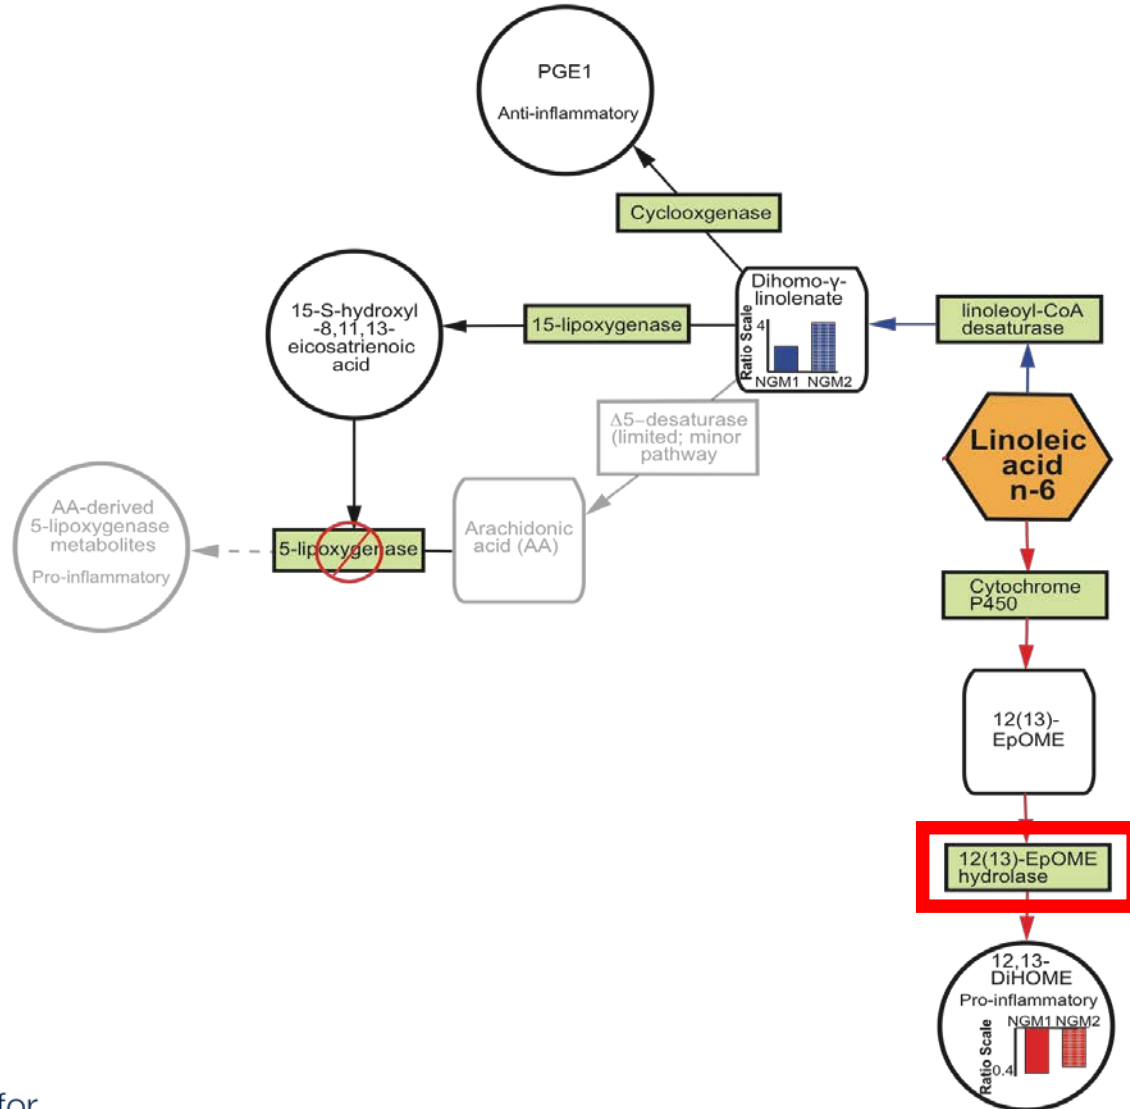 PGE1
Anti-inflammatory
Cyclooxgenase
Dihomo-γ-
linolenate
Ratio Scale
4
NGM1 NGM2
linoleoyl-CoA
desaturase
15-lipoxygenase
15-S-hydroxyl
-8,11,13-
eicosatrienoic
acid
Δ5–desaturase
(limited; minor
pathway
Linoleic
acid
n-6
AA-derived
5-lipoxygenase
metabolites
Pro-inflammatory
5-lipoxygenase
Arachidonic
acid (AA)
Cytochrome
P450
12(13)-
EpOME
12(13)-EpOME
hydrolase
12,13-
DiHOME
Pro-inflammatory
NGM1 NGM2
Ratio Scale
0.4
for